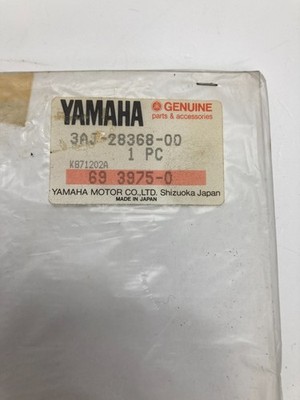 YAMAHA GENUINE
parts & accessories
3AJ-28368-00
1 PC
K871202A
69 3975-0
YAMAHA MOTOR CO.,LTD. Shizuoka Japan
MADE IN JAPAN